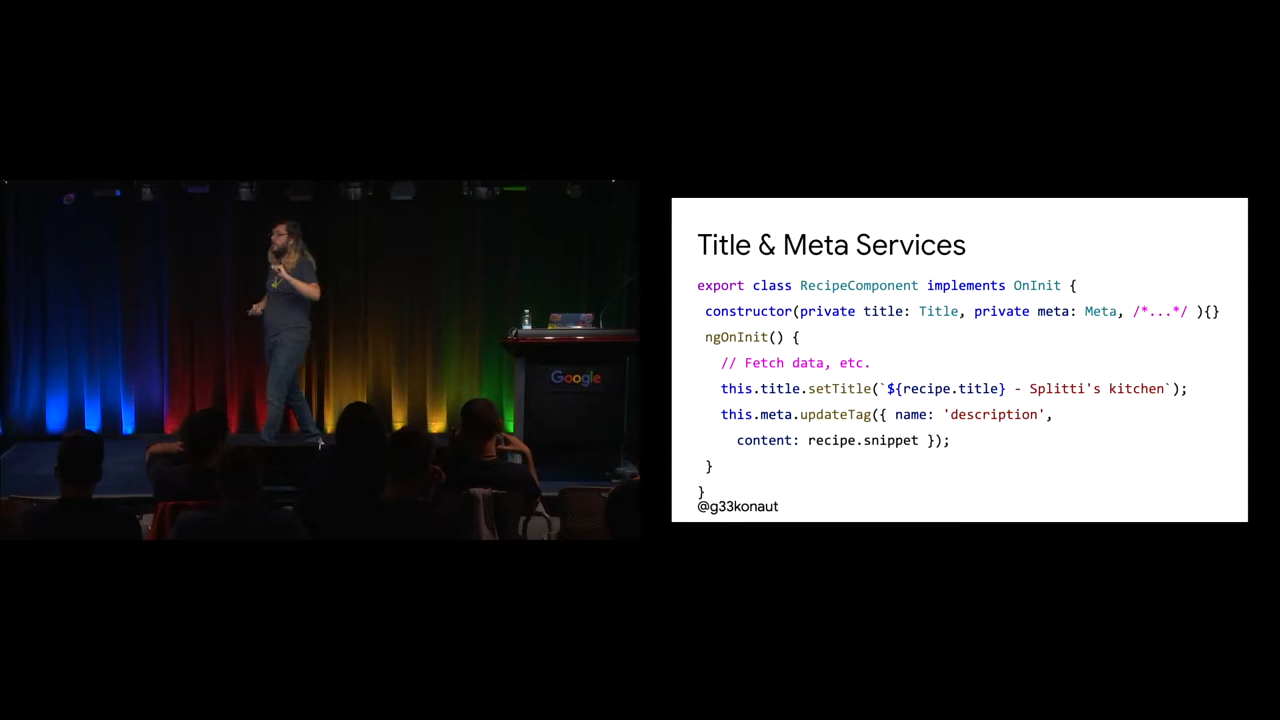 Google
Title & Meta Services
export class RecipeComponent implements OnInit {
constructor(private title: Title, private meta: Meta, /*...*/ ){}
ngOnInit() {
// Fetch data, etc.
this.title.setTitle(`${recipe.title} - Splitti's kitchen`);
this.meta.updateTag({ name: 'description',
content: recipe.snippet });
}
}
@g33konaut